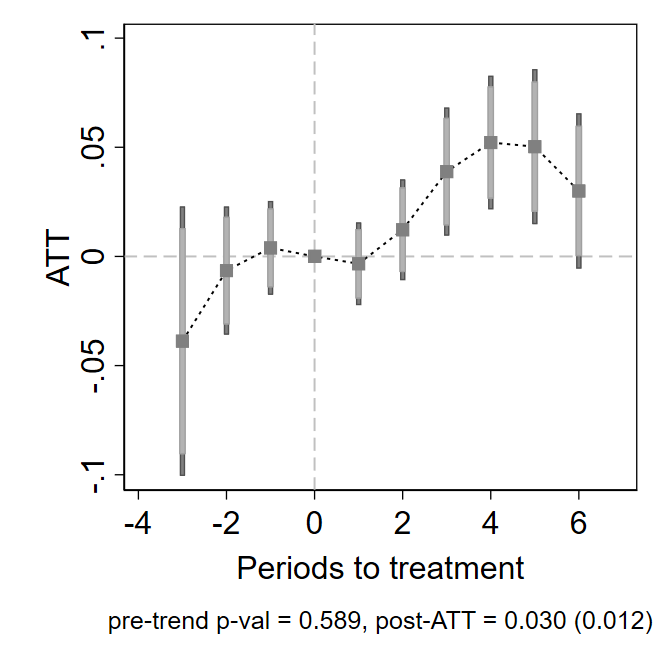 .1
.05
0
-.05
-.1
ATT
-4 -2 0 2 4 6
Periods to treatment
pre-trend p-val = 0.589, post-ATT = 0.030 (0.012)